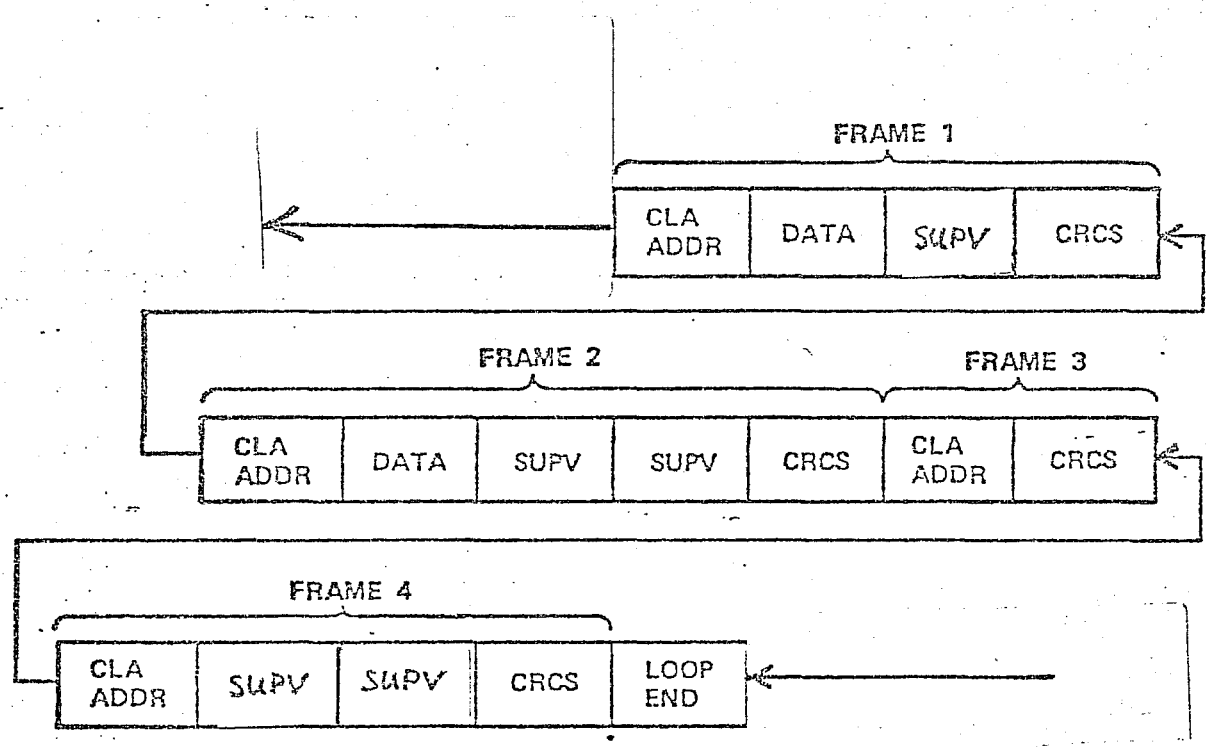 FRAME 1
CLA ADDR DATA SUPV CRCS
FRAME 2 FRAME 3
CLA ADDR DATA SUPV SUPV CRCS CLA ADDR CRCS
FRAME 4
CLA ADDR SUPV SUPV CRCS LOOP END